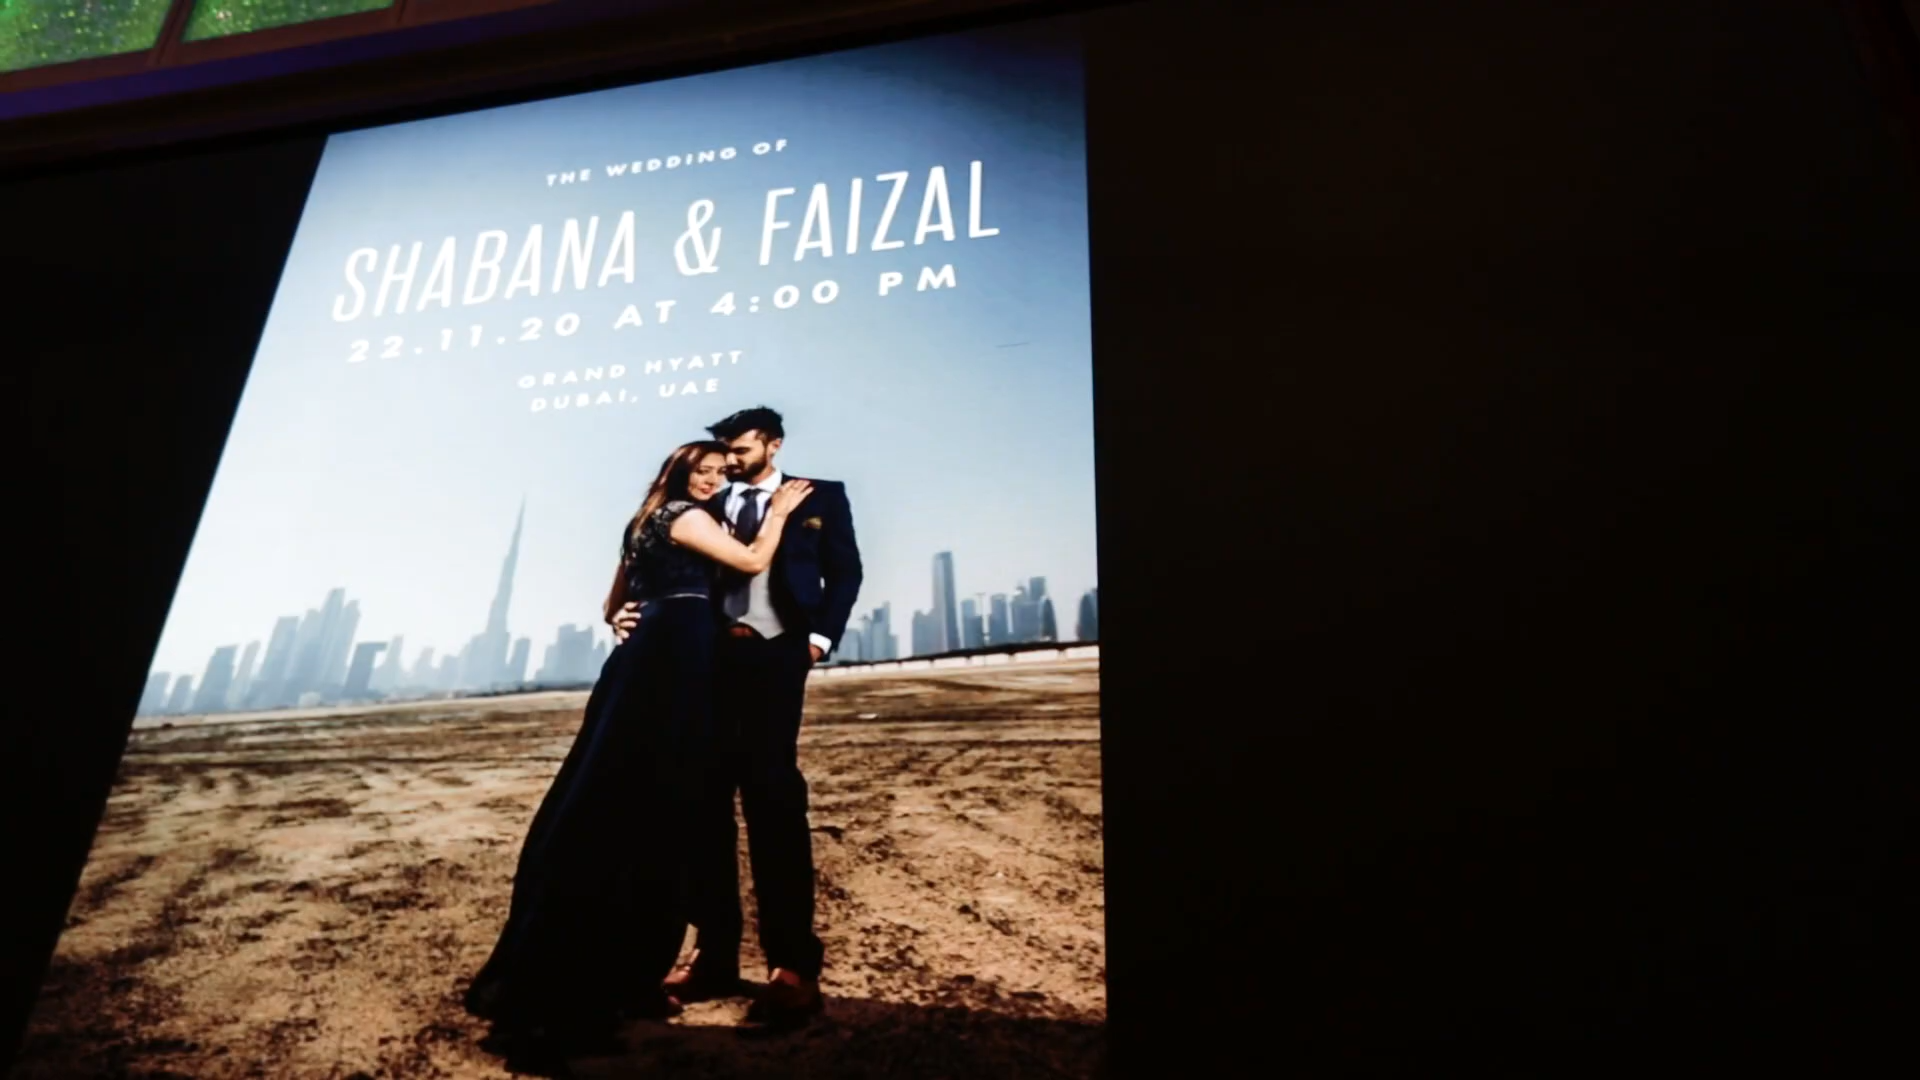 THE WEDDING OF
SHABANA & FAIZAL
22.11.20 AT 4:00 PM
GRAND HYATT
DUBAI, UAE